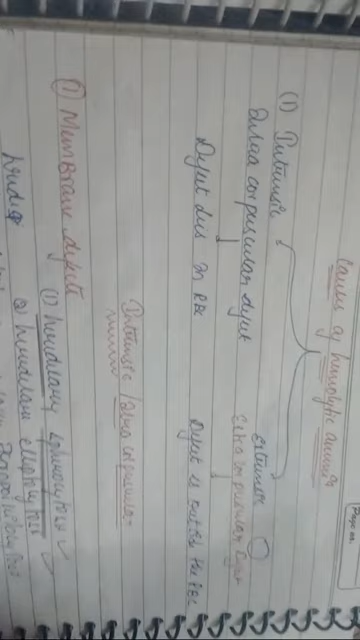 Page no.
Causes of hemolytic anemia
(1) Intrinsic
Extrinsic
Intra corpuscular defect
Extra corpuscular defect
Defect lies in RBC
Defect is outside the RBC
Intrinsic / Intra corpuscular
(1) Membrane defects
(1) hereditary spherocytosis ✓
② hereditary elliptocytosis ✓